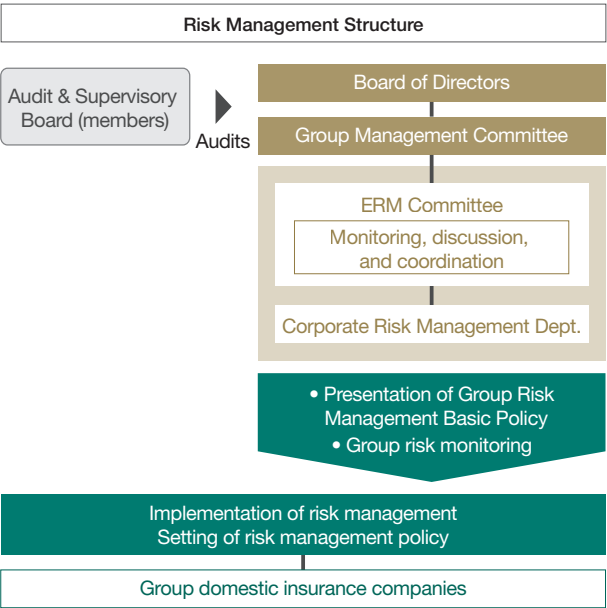 Risk Management Structure
Audit & Supervisory
Board (members)
Audits
Board of Directors
Group Management Committee
ERM Committee
Monitoring, discussion,
and coordination
Corporate Risk Management Dept.
• Presentation of Group Risk
Management Basic Policy
• Group risk monitoring
Implementation of risk management
Setting of risk management policy
Group domestic insurance companies